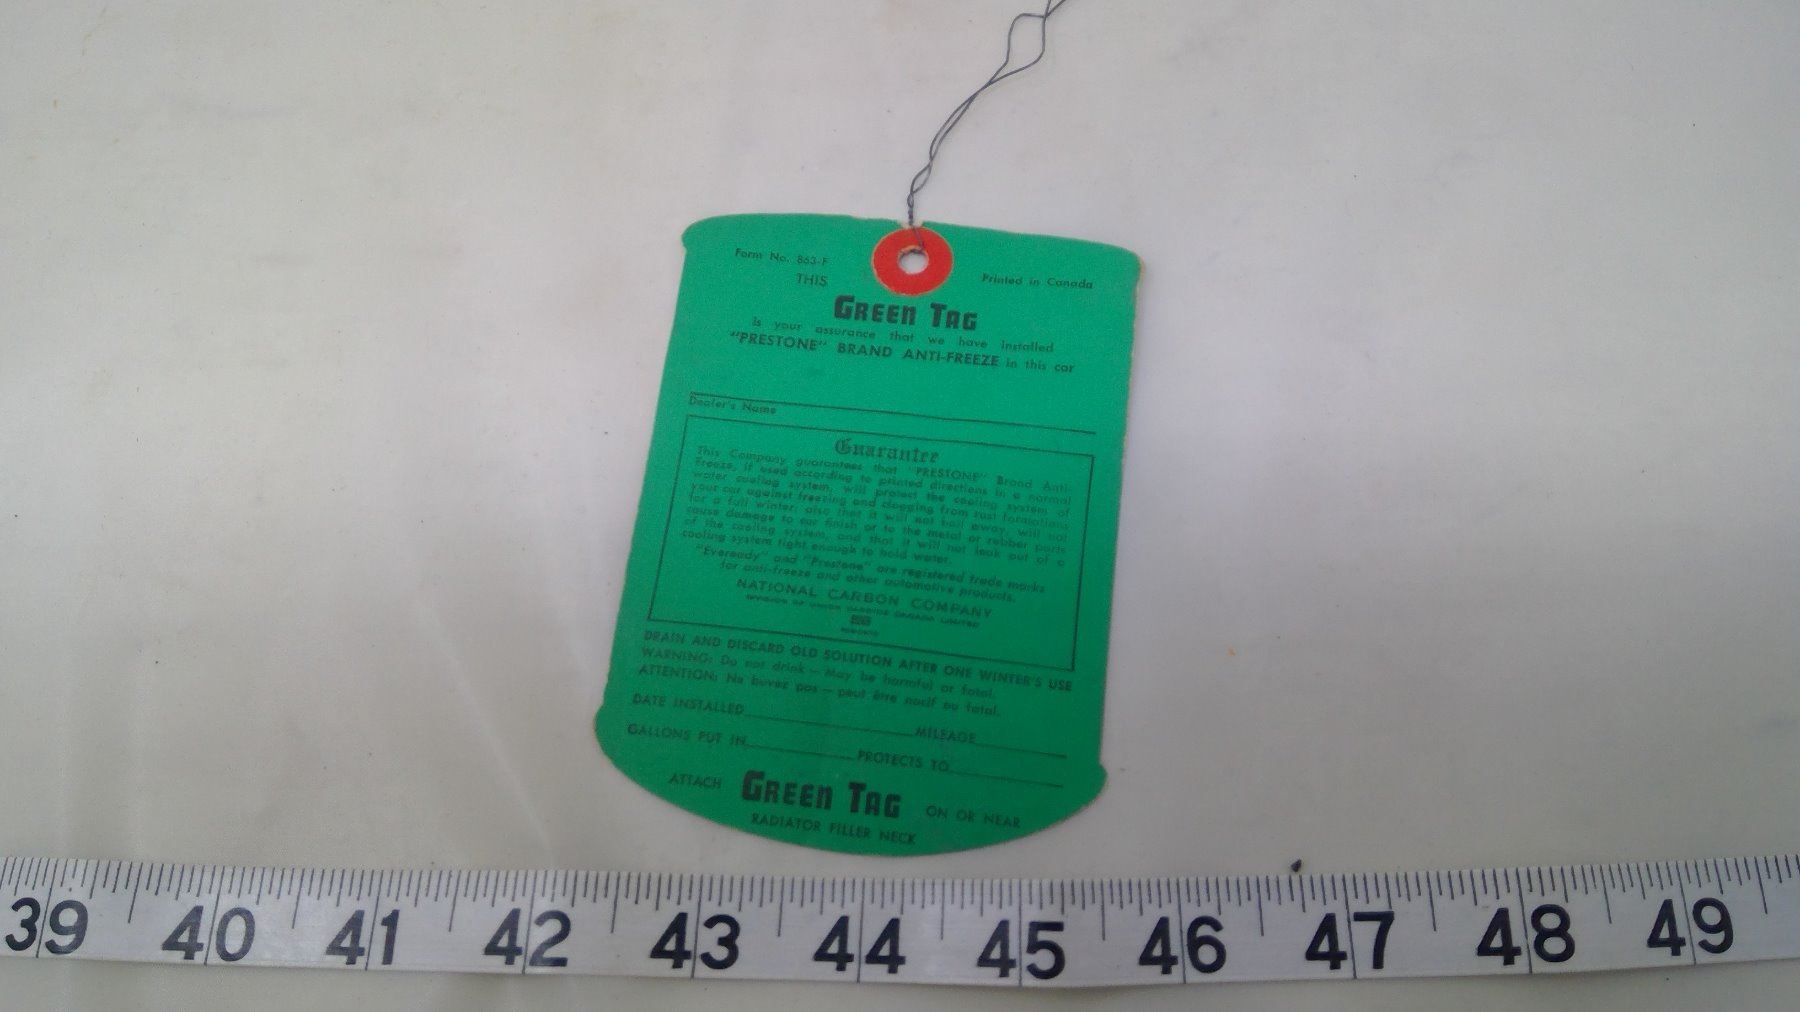 Form No. 863-F
Printed in Canada
THIS
GREEN TAG
is your assurance that we have installed
"PRESTONE" BRAND ANTI-FREEZE in this car
Dealer's Name
Guarantee
This Company guarantees that "PRESTONE" Brand Anti-
Freeze, if used according to printed directions in a normal
water cooling system, will protect the cooling system of
your car against freezing and clogging from rust formations
for a full winter; also that it will not boil away, will not
cause damage to car finish or to the metal or rubber parts
of the cooling system, and that it will not leak out of a
cooling system tight enough to hold water.
"Eveready" and "Prestone" are registered trade marks
for anti-freeze and other automotive products.
NATIONAL CARBON COMPANY
DIVISION OF UNION CARBIDE CANADA LIMITED
TORONTO
DRAIN AND DISCARD OLD SOLUTION AFTER ONE WINTER'S USE
WARNING: Do not drink — May be harmful or fatal.
ATTENTION: Ne buvez pas — peut être nocif ou fatal.
DATE INSTALLED MILEAGE
GALLONS PUT IN PROTECTS TO
ATTACH GREEN TAG ON OR NEAR
RADIATOR FILLER NECK
39 40 41 42 43 44 45 46 47 48 49